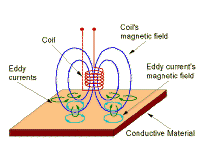 Coil's
magnetic field
Coil
Eddy
currents
Eddy current's
magnetic field
Conductive Material